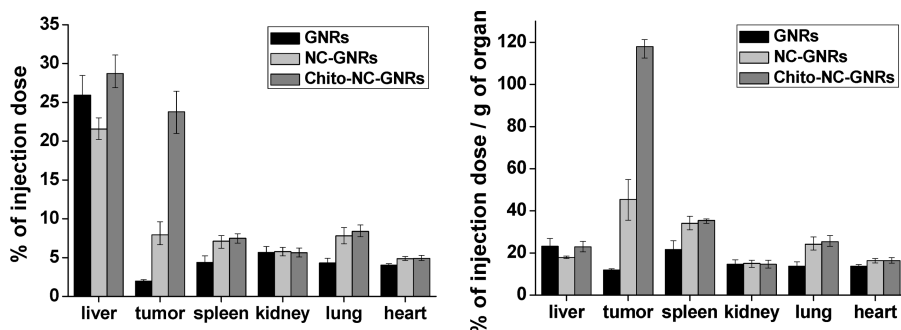 % of injection dose
35
30
25
20
15
10
5
0
GNRs
NC-GNRs
Chito-NC-GNRs
liver tumor spleen kidney lung heart
% of injection dose / g of organ
120
100
80
60
40
20
0
GNRs
NC-GNRs
Chito-NC-GNRs
liver tumor spleen kidney lung heart